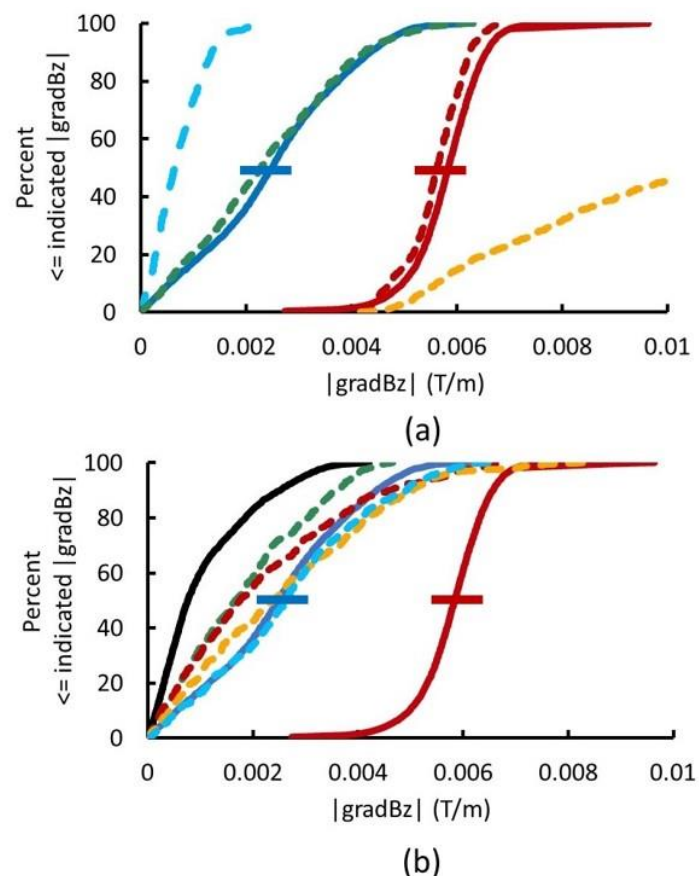 100
80
60
40
20
0
Percent
<= indicated |gradBz|
0 0.002 0.004 0.006 0.008 0.01
|gradBz| (T/m)
(a)
100
80
60
40
20
0
Percent
<= indicated |gradBz|
0 0.002 0.004 0.006 0.008 0.01
|gradBz| (T/m)
(b)